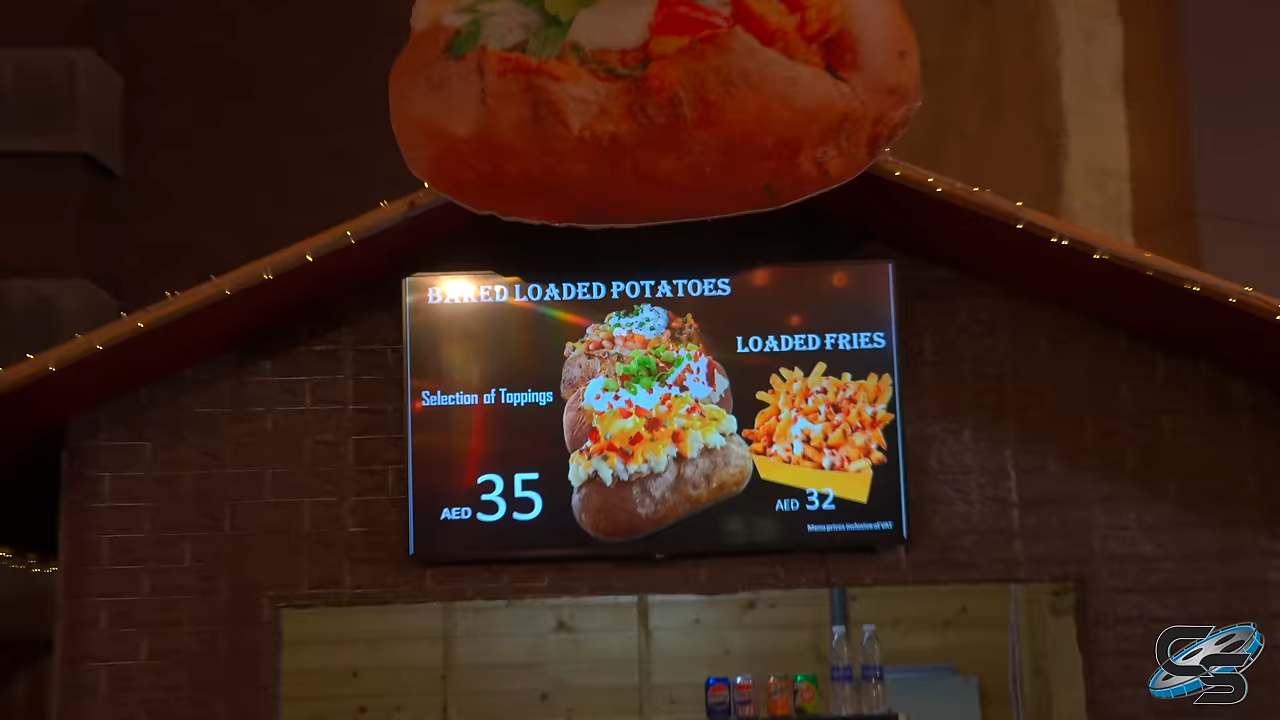 BAKED LOADED POTATOES
LOADED FRIES
Selection of Toppings
AED 35
AED 32
Menu prices inclusive of VAT